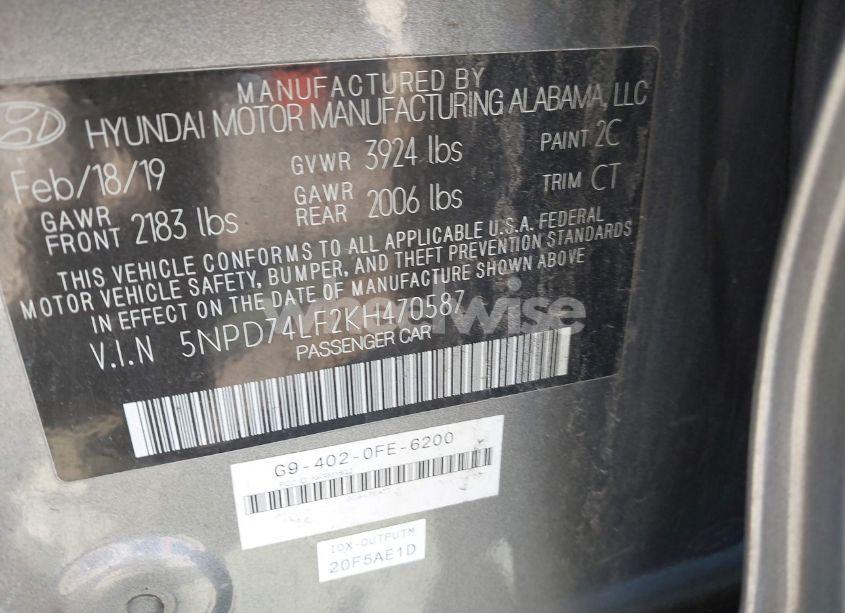 MANUFACTURED BY
HYUNDAI MOTOR MANUFACTURING ALABAMA, LLC
Feb/18/19 GVWR 3924 lbs PAINT 2C
GAWR FRONT 2183 lbs GAWR REAR 2006 lbs TRIM CT
THIS VEHICLE CONFORMS TO ALL APPLICABLE U.S.A. FEDERAL
MOTOR VEHICLE SAFETY, BUMPER, AND THEFT PREVENTION STANDARDS
IN EFFECT ON THE DATE OF MANUFACTURE SHOWN ABOVE
V.I.N 5NPD74LF2KH470587
PASSENGER CAR
wheelwise
G9-402-0FE-6200
IOX-OUTPUTM
20F5AE1D